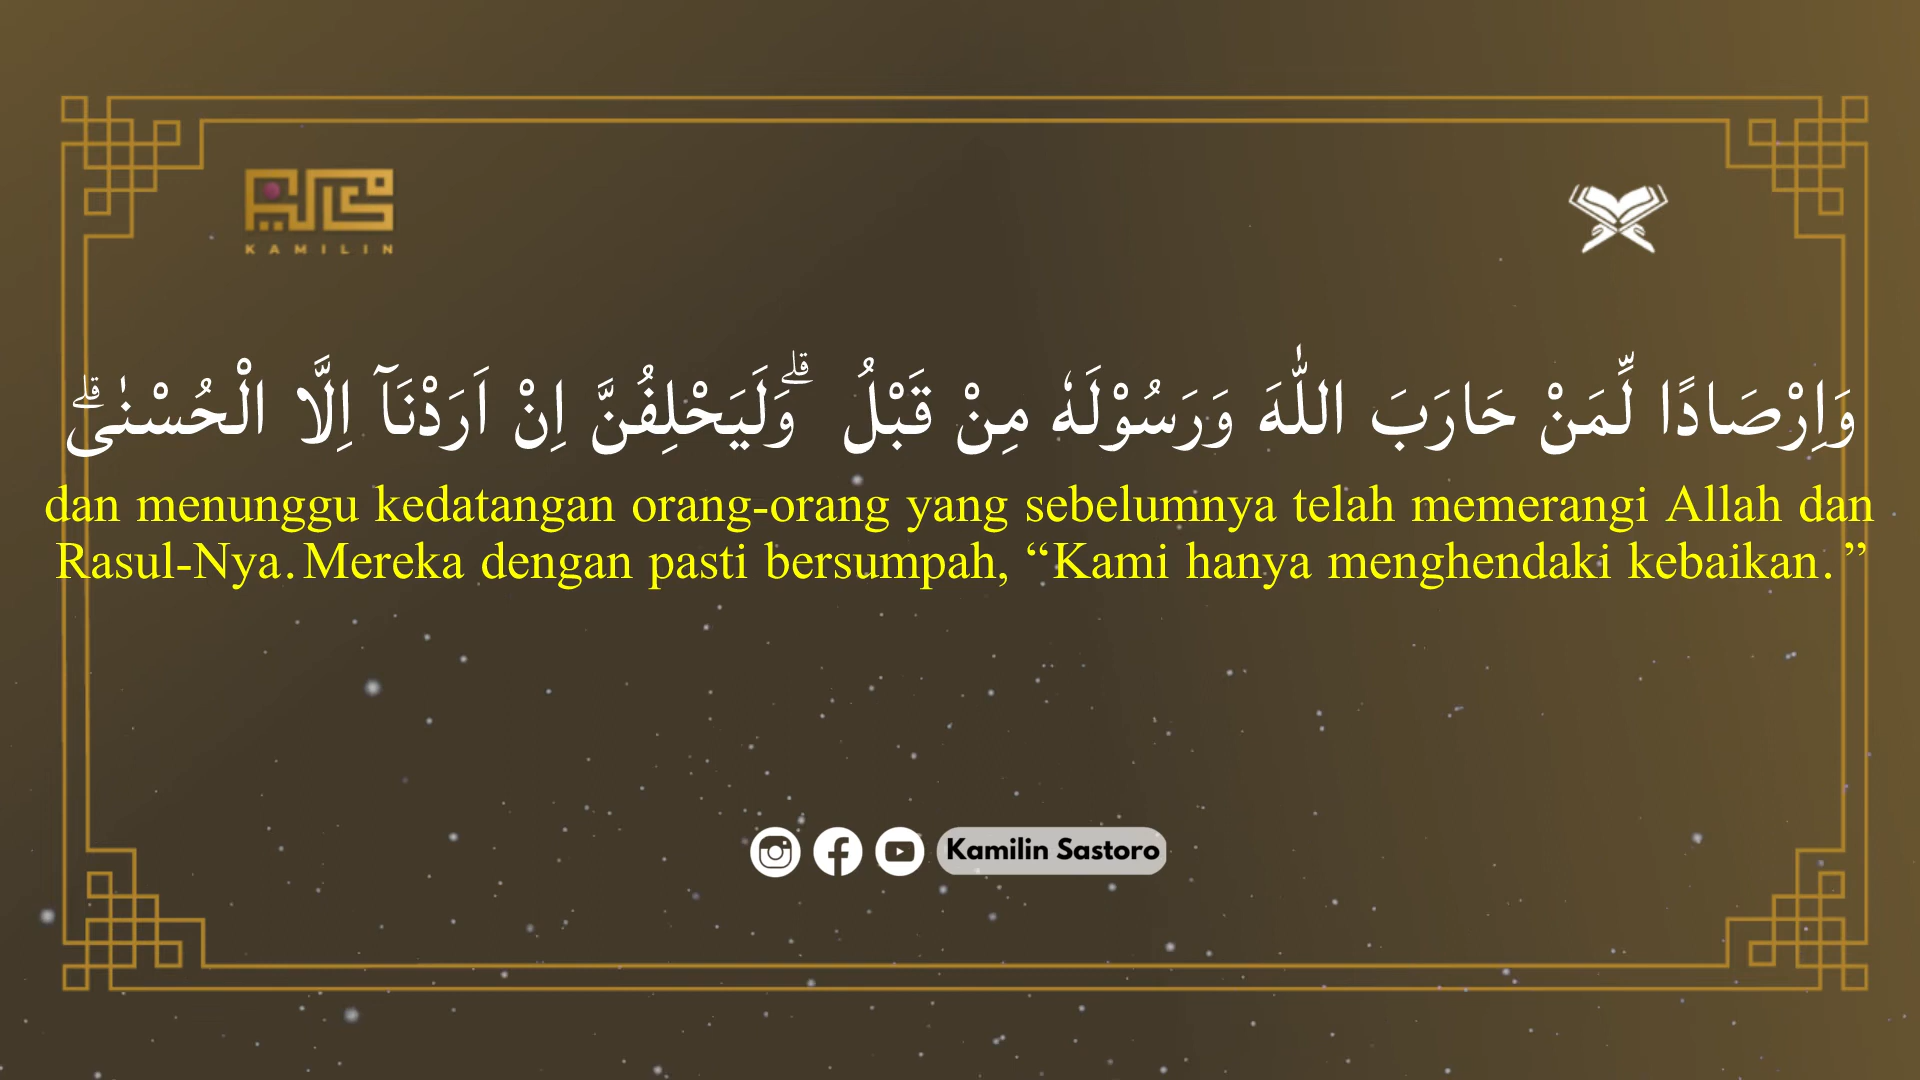 KAMILIN
وَاِرْصَادًا لِّمَنْ حَارَبَ اللّٰهَ وَرَسُوْلَهٗ مِنْ قَبْلُ ۗوَلَيَحْلِفُنَّ اِنْ اَرَدْنَآ اِلَّا الْحُسْنٰىۗ
dan menunggu kedatangan orang-orang yang sebelumnya telah memerangi Allah dan
Rasul-Nya. Mereka dengan pasti bersumpah, “Kami hanya menghendaki kebaikan.”
Kamilin Sastoro